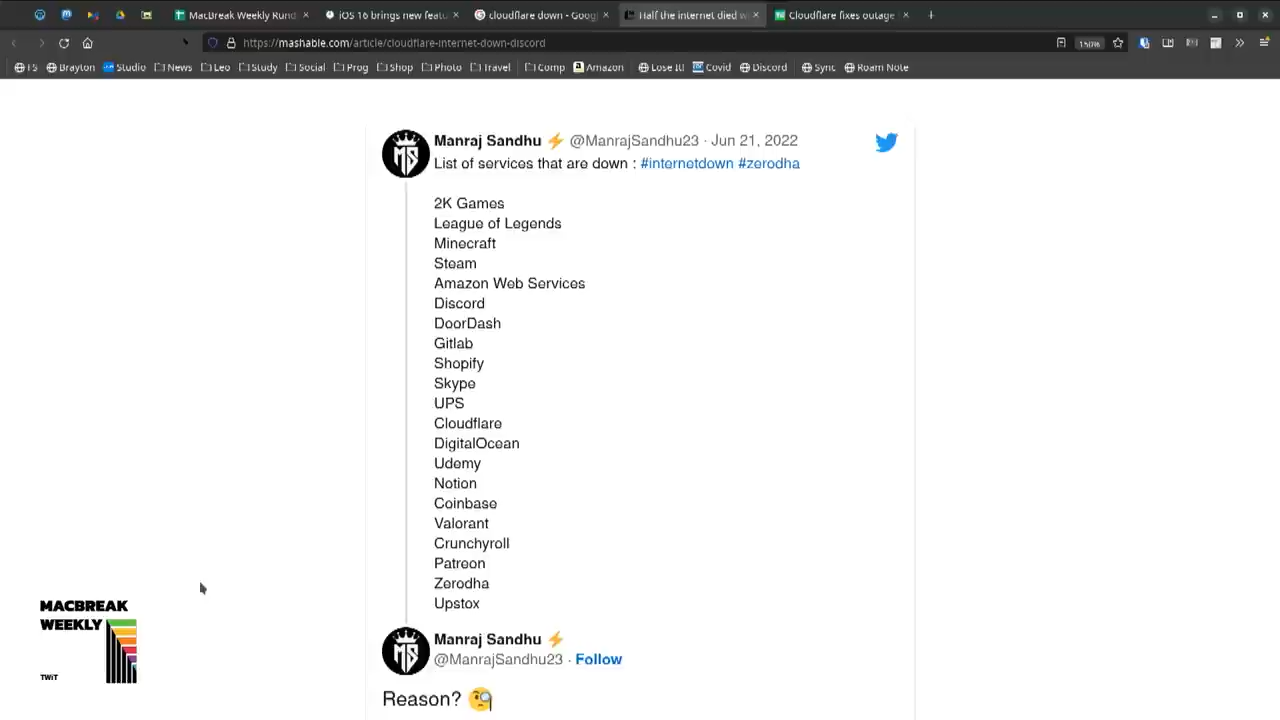 MacBreak Weekly Rund
iOS 16 brings new featu
cloudflare down - Goog
Half the internet died w
Cloudflare fixes outage
https://mashable.com/article/cloudflare-internet-down-discord
150%
FS
Brayton
Studio
News
Leo
Study
Social
Prog
Shop
Photo
Travel
Comp
Amazon
Lose It!
Covid
Discord
Sync
Roam Note
Manraj Sandhu ⚡ @ManrajSandhu23 · Jun 21, 2022
List of services that are down : #internetdown #zerodha
2K Games
League of Legends
Minecraft
Steam
Amazon Web Services
Discord
DoorDash
Gitlab
Shopify
Skype
UPS
Cloudflare
DigitalOcean
Udemy
Notion
Coinbase
Valorant
Crunchyroll
Patreon
Zerodha
Upstox
Manraj Sandhu ⚡
@ManrajSandhu23 · Follow
Reason? 🧐
MACBREAK
WEEKLY
TWiT